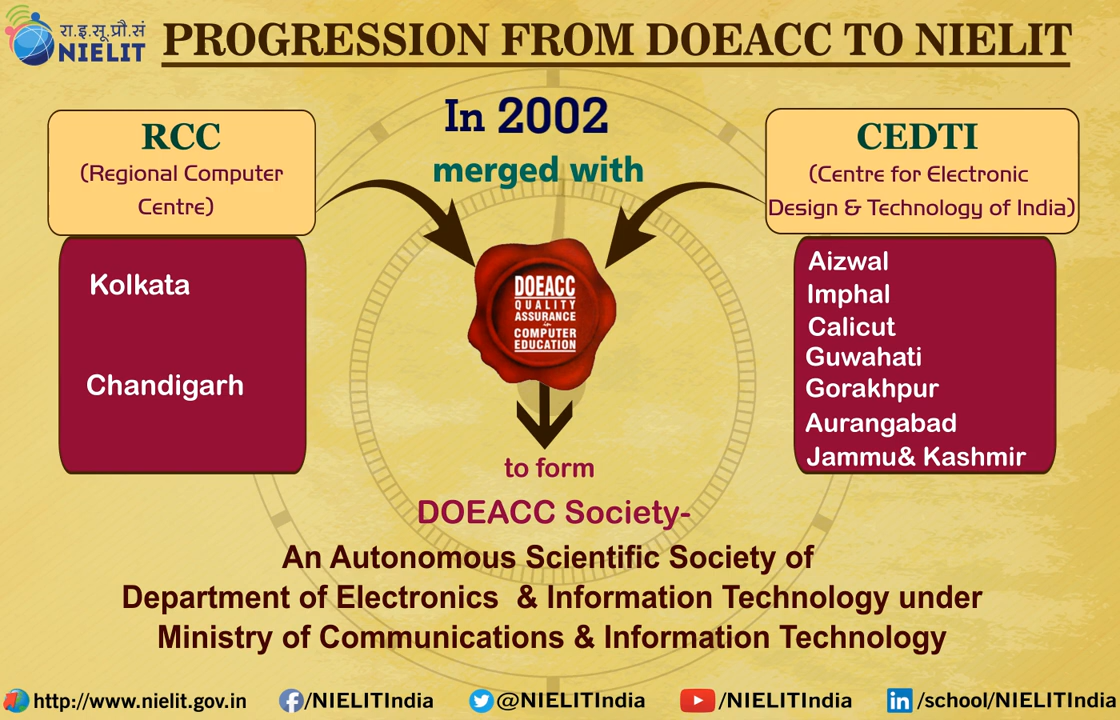 रा.इ.सू.प्रौ.सं
NIELIT
PROGRESSION FROM DOEACC TO NIELIT
In 2002
merged with
RCC
(Regional Computer
Centre)
Kolkata
Chandigarh
CEDTI
(Centre for Electronic
Design & Technology of India)
Aizwal
Imphal
Calicut
Guwahati
Gorakhpur
Aurangabad
Jammu& Kashmir
DOEACC
QUALITY
ASSURANCE
in
COMPUTER
EDUCATION
to form
DOEACC Society-
An Autonomous Scientific Society of
Department of Electronics & Information Technology under
Ministry of Communications & Information Technology
http://www.nielit.gov.in /NIELITIndia @NIELITIndia /NIELITIndia /school/NIELITIndia